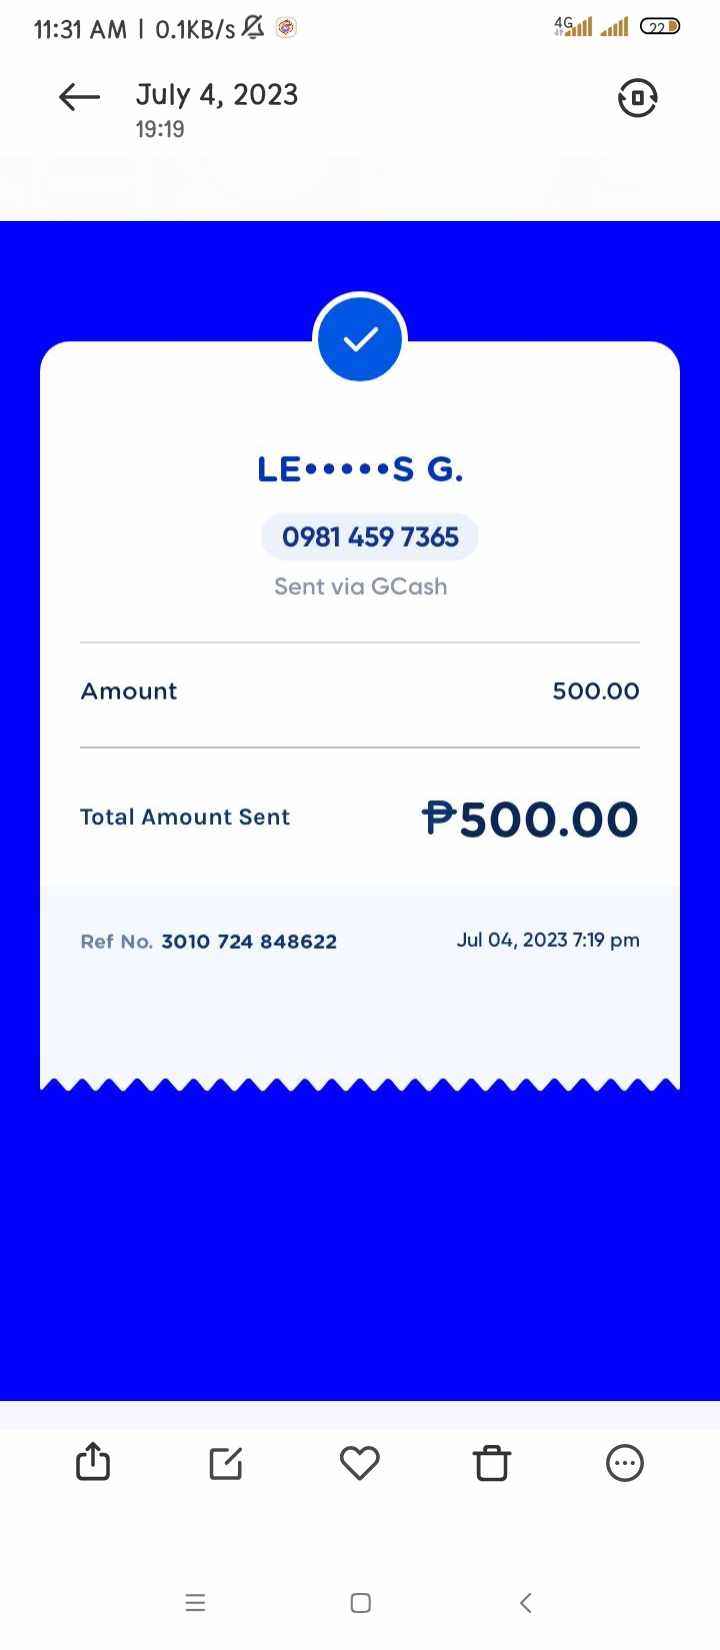 11:31 AM | 0.1KB/s
4G 22
July 4, 2023
19:19
LE•••••S G.
0981 459 7365
Sent via GCash
Amount 500.00
Total Amount Sent ₱500.00
Ref No. 3010 724 848622 Jul 04, 2023 7:19 pm